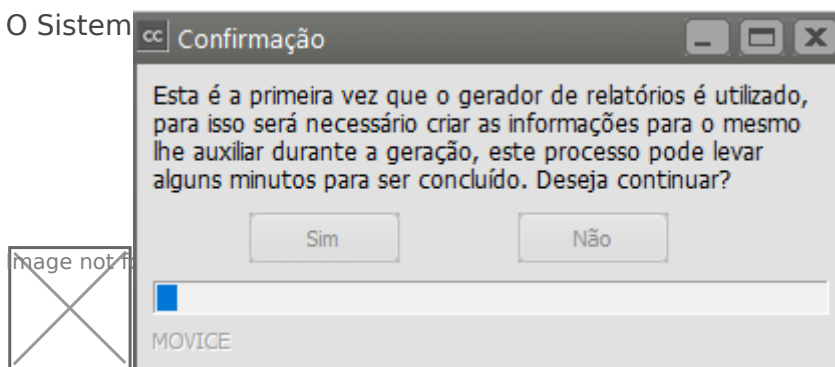 O Sistem
cc Confirmação
Esta é a primeira vez que o gerador de relatórios é utilizado,
para isso será necessário criar as informações para o mesmo
lhe auxiliar durante a geração, este processo pode levar
alguns minutos para ser concluído. Deseja continuar?
Sim Não
Image not f
MOVICE